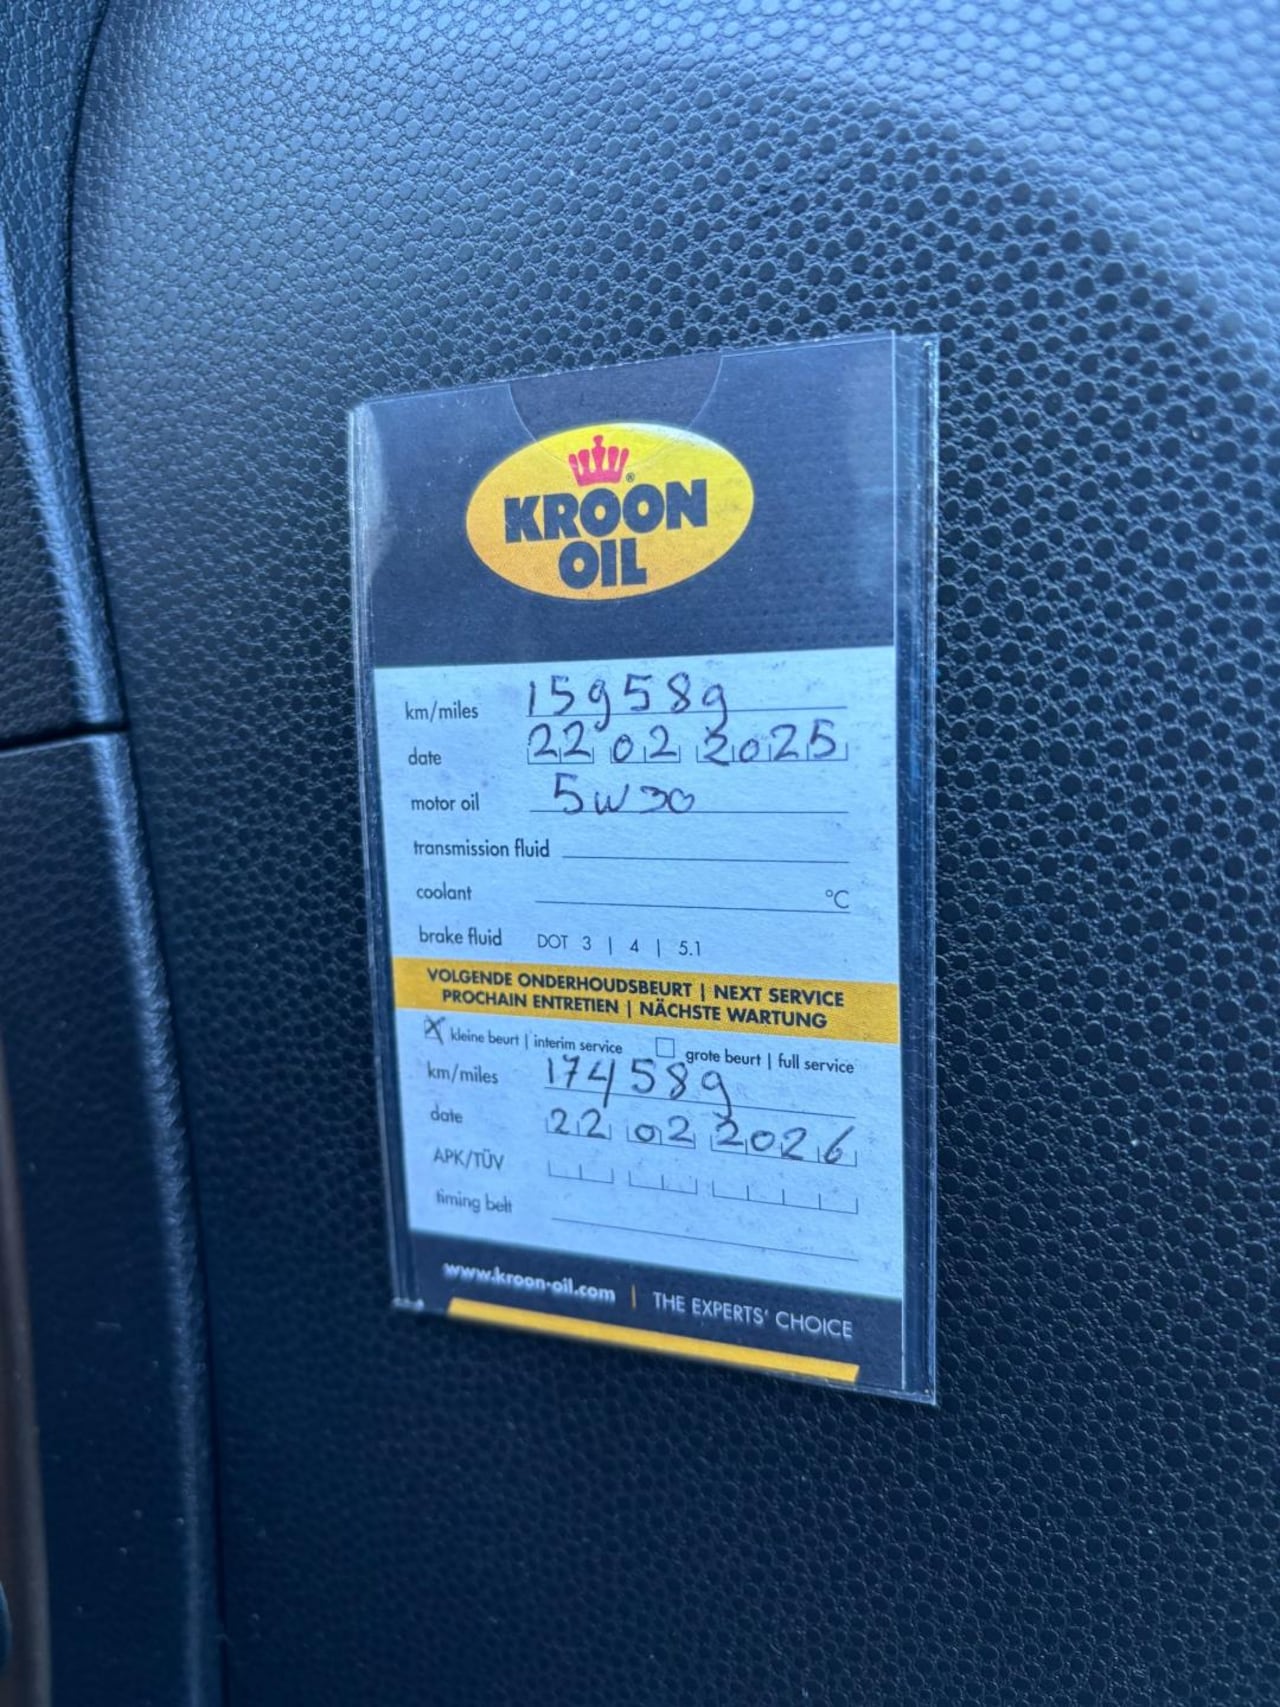 KROON
OIL
km/miles 159589
date 22 02 2025
motor oil 5W30
transmission fluid
coolant °C
brake fluid DOT 3 | 4 | 5.1
VOLGENDE ONDERHOUDSBEURT | NEXT SERVICE
PROCHAIN ENTRETIEN | NÄCHSTE WARTUNG
kleine beurt | interim service grote beurt | full service
km/miles 174589
date 22 02 2026
APK/TÜV
timing belt
www.kroon-oil.com | THE EXPERTS' CHOICE